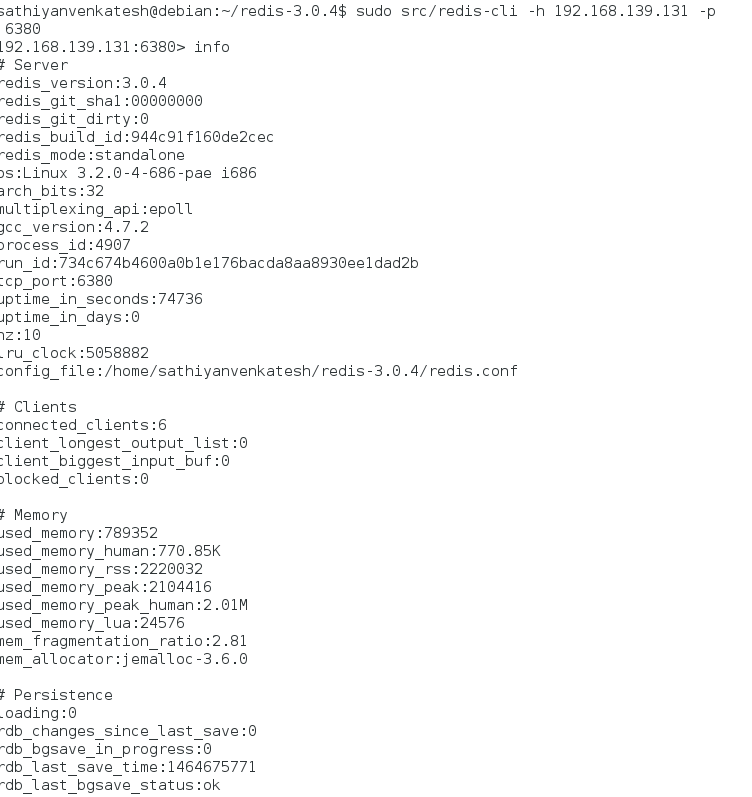 sathiyanvenkatesh@debian:~/redis-3.0.4$ sudo src/redis-cli -h 192.168.139.131 -p
6380
192.168.139.131:6380> info
# Server
redis_version:3.0.4
redis_git_sha1:00000000
redis_git_dirty:0
redis_build_id:944c91f160de2cec
redis_mode:standalone
os:Linux 3.2.0-4-686-pae i686
arch_bits:32
multiplexing_api:epoll
gcc_version:4.7.2
process_id:4907
run_id:734c674b4600a0b1e176bacda8aa8930ee1dad2b
tcp_port:6380
uptime_in_seconds:74736
uptime_in_days:0
hz:10
lru_clock:5058882
config_file:/home/sathiyanvenkatesh/redis-3.0.4/redis.conf

# Clients
connected_clients:6
client_longest_output_list:0
client_biggest_input_buf:0
blocked_clients:0

# Memory
used_memory:789352
used_memory_human:770.85K
used_memory_rss:2220032
used_memory_peak:2104416
used_memory_peak_human:2.01M
used_memory_lua:24576
mem_fragmentation_ratio:2.81
mem_allocator:jemalloc-3.6.0

# Persistence
loading:0
rdb_changes_since_last_save:0
rdb_bgsave_in_progress:0
rdb_last_save_time:1464675771
rdb_last_bgsave_status:ok